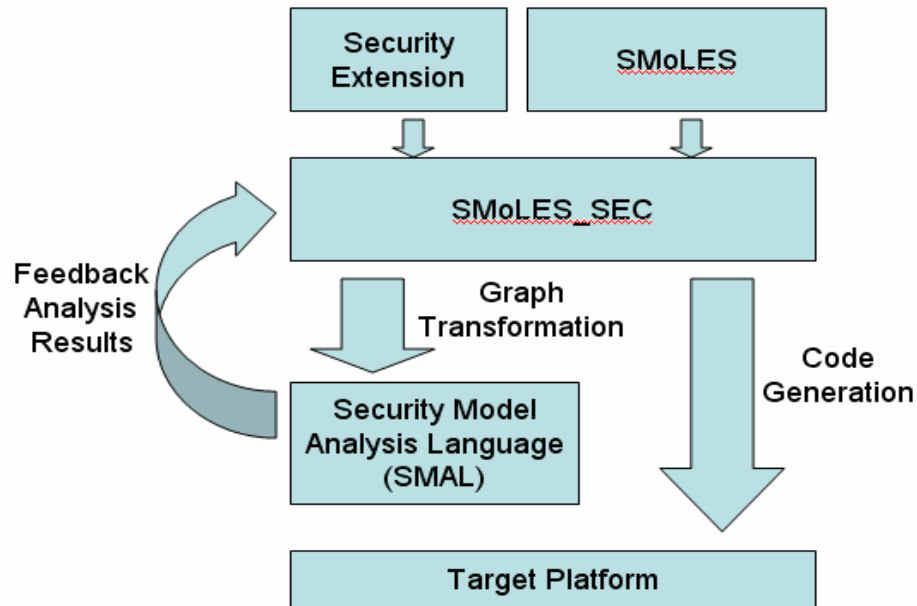 Security
Extension
SMoLES
SMoLES_SEC
Feedback
Analysis
Results
Graph
Transformation
Code
Generation
Security Model
Analysis Language
(SMAL)
Target Platform